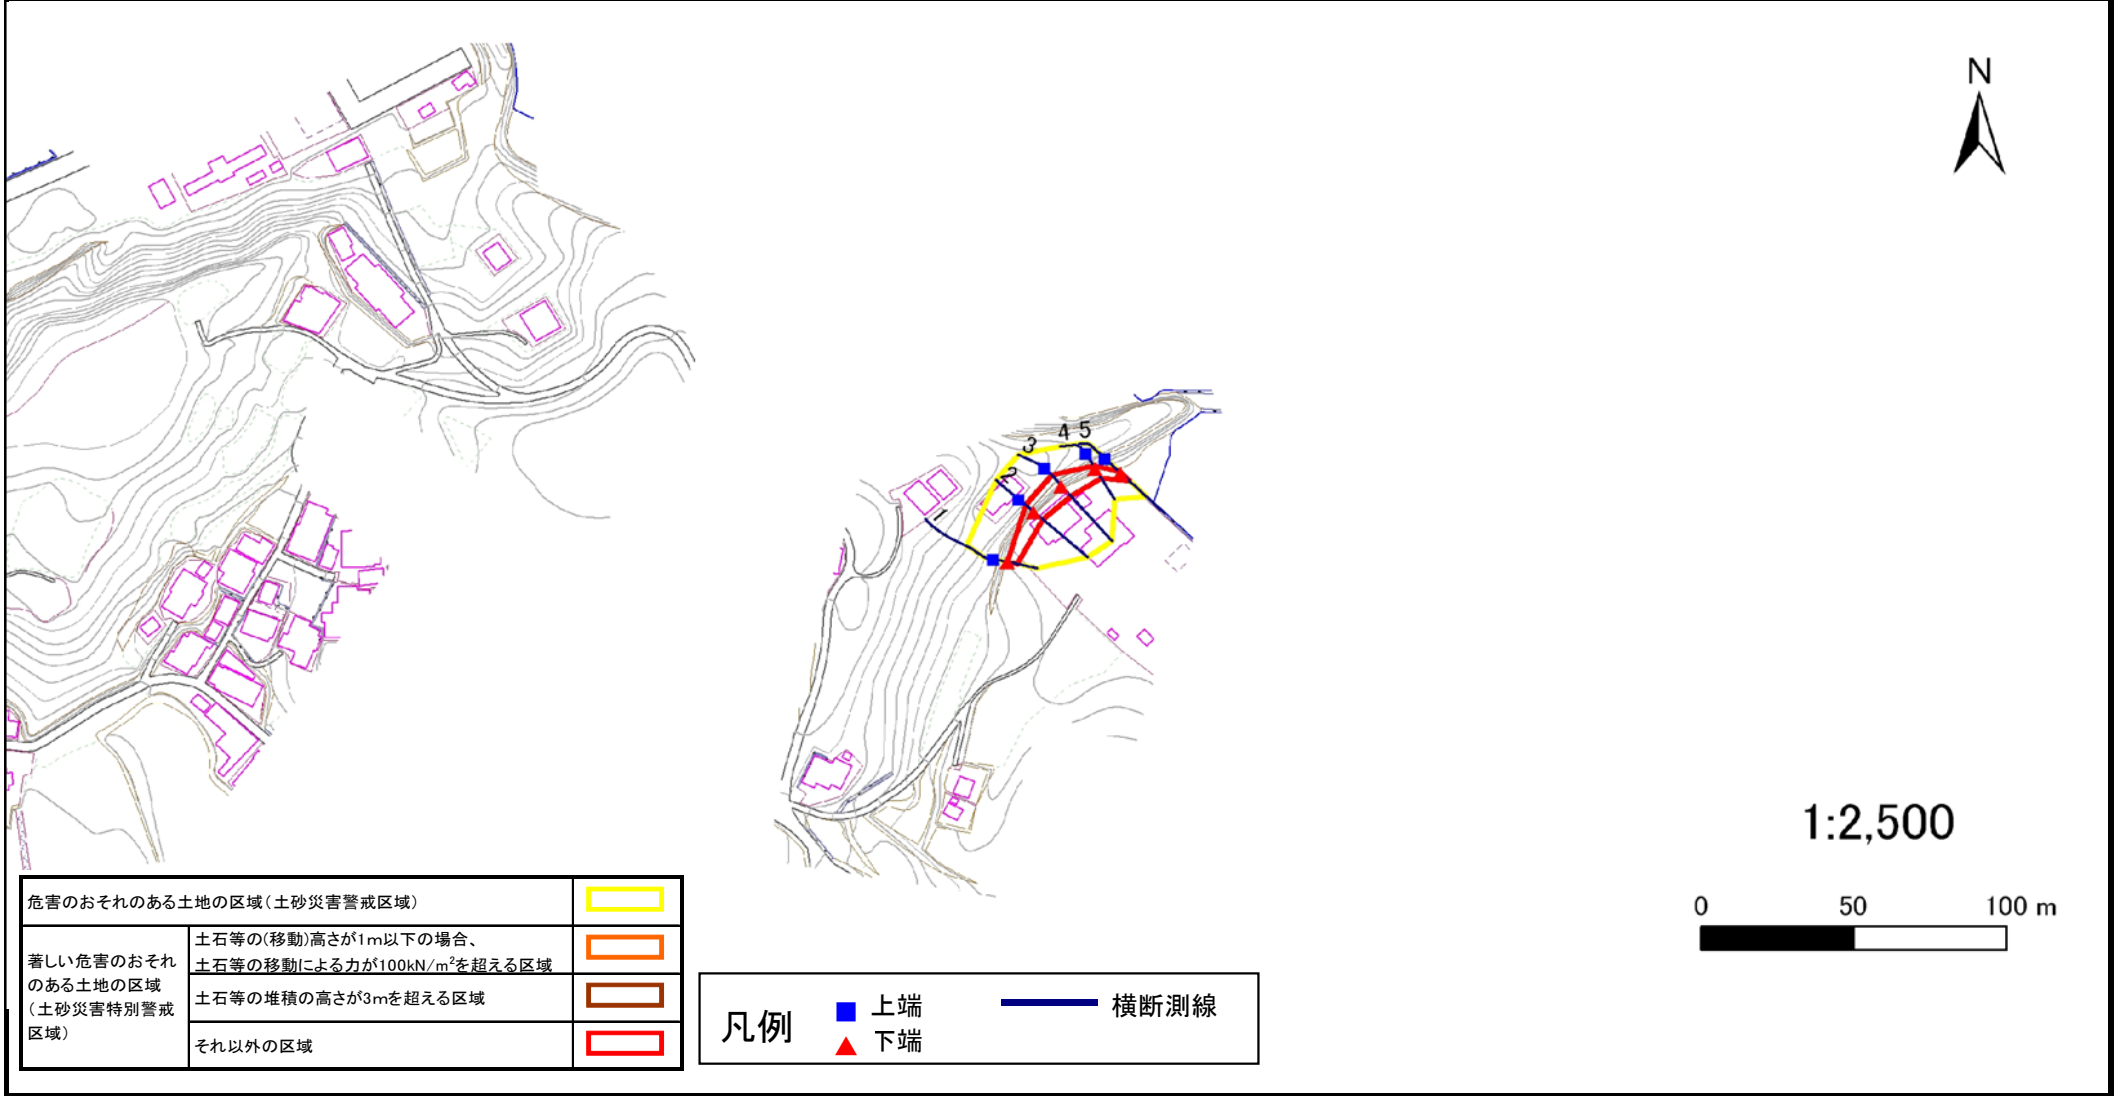 N
3
4
5
2
1
1:2,500
0 50 100 m
危害のおそれのある土地の区域(土砂災害警戒区域)
著しい危害のおそれ
のある土地の区域
(土砂災害特別警戒
区域)
土石等の(移動)高さが1m以下の場合、
土石等の移動による力が100kN/m²を超える区域
土石等の堆積の高さが3mを超える区域
それ以外の区域
凡例
上端
下端
横断測線